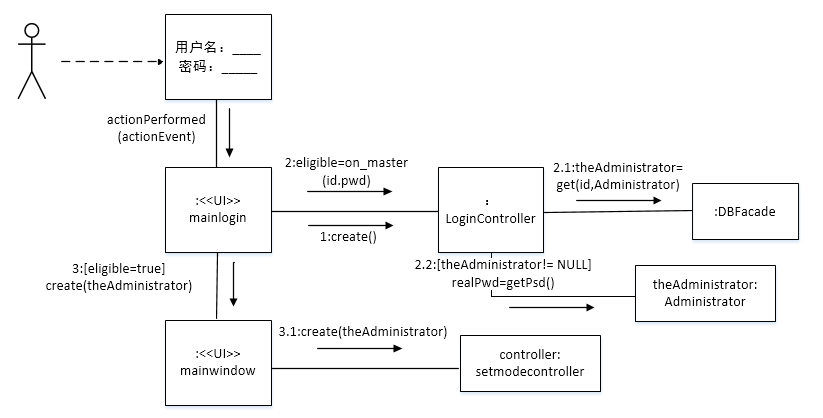 用户名：____
密码：_____
actionPerformed
(actionEvent)
2:eligible=on_master
(id.pwd)
2.1:theAdministrator=
get(id,Administrator)
:<<UI>>
mainlogin
:
LoginController
:DBFacade
1:create()
3:[eligible=true]
create(theAdministrator)
2.2:[theAdministrator!= NULL]
realPwd=getPsd()
theAdministrator:
Administrator
3.1:create(theAdministrator)
:<<UI>>
mainwindow
controller:
setmodecontroller